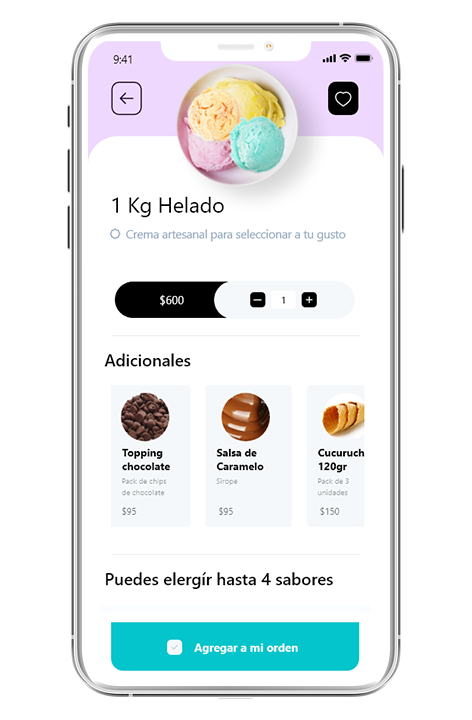 9:41
1 Kg Helado
Crema artesanal para seleccionar a tu gusto
$600
1
Adicionales
Topping
chocolate
Pack de chips
de chocolate
$95
Salsa de
Caramelo
Sirope
$95
Cucuruch
120gr
Pack de 3
unidades
$150
Puedes elergír hasta 4 sabores
Agregar a mi orden